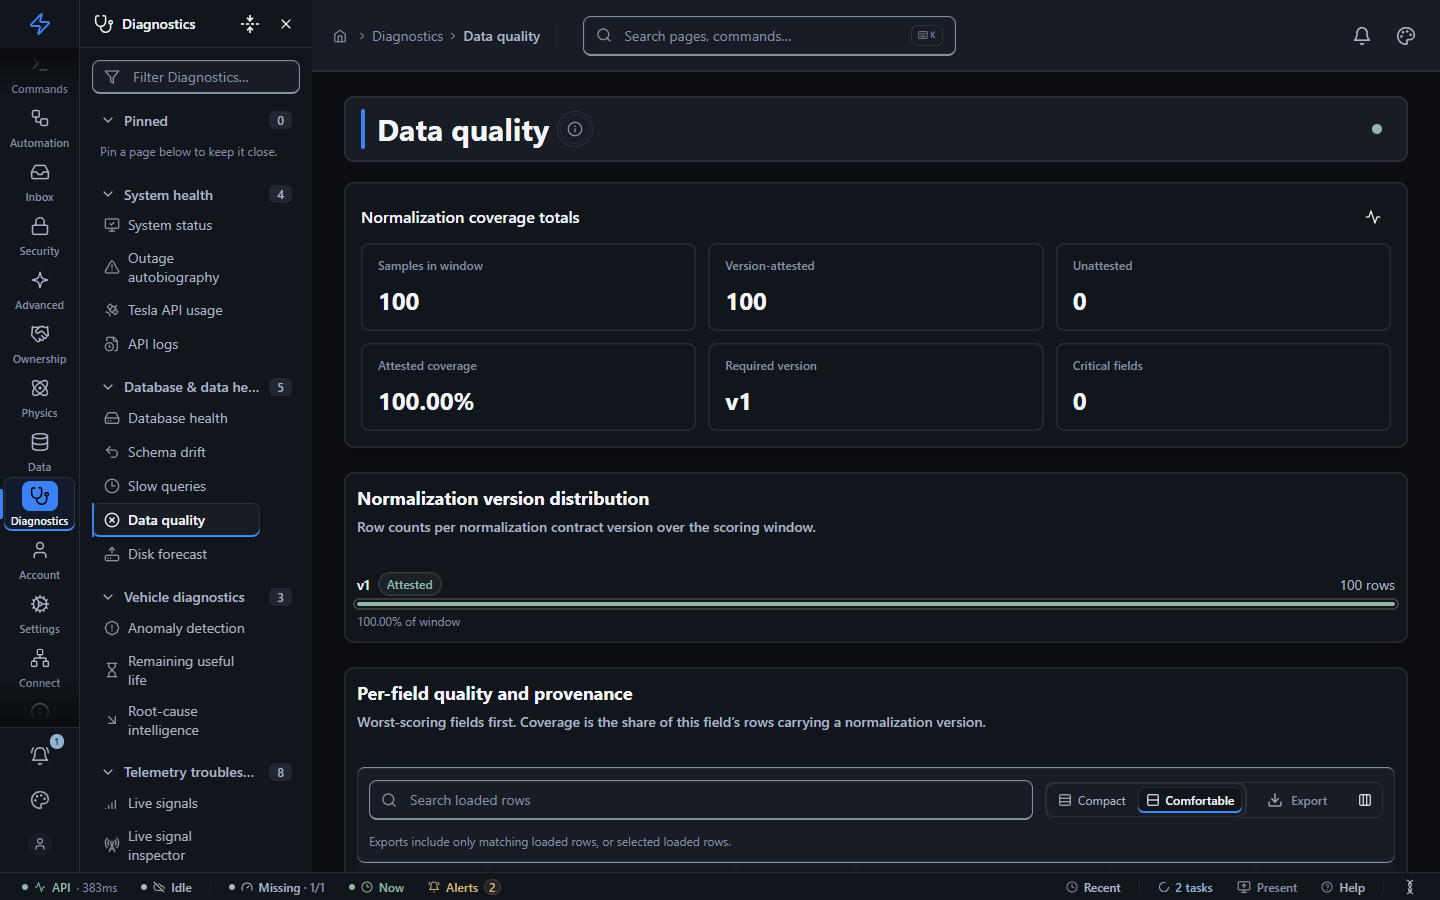 Diagnostics
Diagnostics
Data quality
Search pages, commands...
K
Commands
Automation
Inbox
Security
Advanced
Ownership
Physics
Data
Diagnostics
Account
Settings
Connect
1
Filter Diagnostics...
Pinned
0
Pin a page below to keep it close.
System health
4
System status
Outage
autobiography
Tesla API usage
API logs
Database & data he...
5
Database health
Schema drift
Slow queries
Data quality
Disk forecast
Vehicle diagnostics
3
Anomaly detection
Remaining useful
life
Root-cause
intelligence
Telemetry troubles...
8
Live signals
Live signal
inspector
Data quality
Normalization coverage totals
Samples in window
100
Version-attested
100
Unattested
0
Attested coverage
100.00%
Required version
v1
Critical fields
0
Normalization version distribution
Row counts per normalization contract version over the scoring window.
v1
Attested
100 rows
100.00% of window
Per-field quality and provenance
Worst-scoring fields first. Coverage is the share of this field's rows carrying a normalization version.
Search loaded rows
Compact
Comfortable
Export
Exports include only matching loaded rows, or selected loaded rows.
API · 383ms
Idle
Missing · 1/1
Now
Alerts 2
Recent
2 tasks
Present
Help